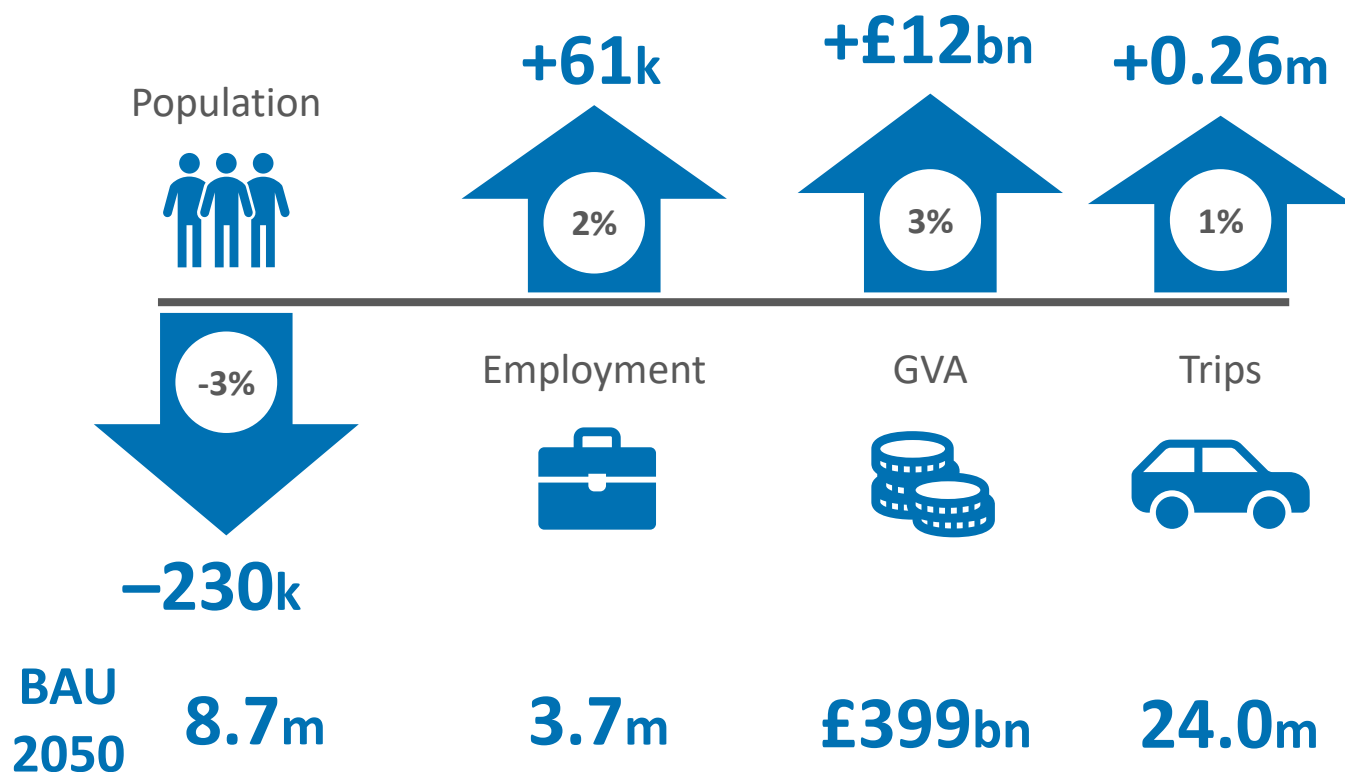 +61k
+£12bn
+0.26m
Population
2%
3%
1%
-3%
Employment
GVA
Trips
–230k
BAU
2050
8.7m
3.7m
£399bn
24.0m